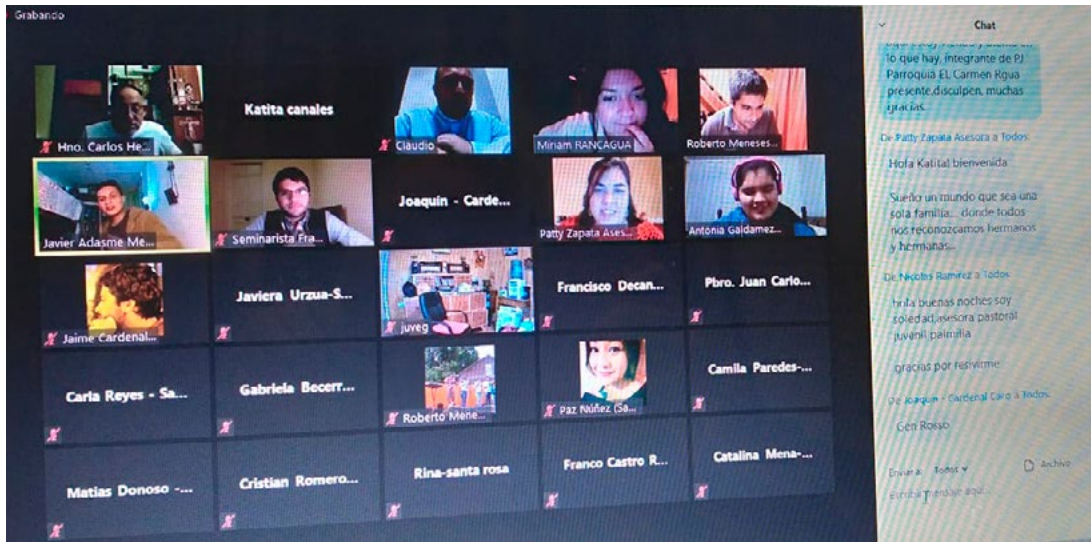 Grabando
Hno. Carlos He...
Katita canales
Claudio
Miriam RANCAGUA
Roberto Meneses...
Javier Adasme Me...
Seminarista Fra...
Joaquin - Carde...
Patty Zapata Ases...
Antonia Galdamez...
Jaime Cardenal...
Javiera Urzua-S...
juveg
Francisco Decan...
Pbro. Juan Carlo...
Carla Reyes - Sa...
Gabriela Becerr...
Roberto Mene...
Paz Núñez (Sa...
Camila Paredes-...
Matias Donoso -...
Cristian Romero...
Rina-santa rosa
Franco Castro R...
Catalina Mena-...
Chat
lo que hay, integrante de PJ
Parroquia EL Carmen Rgua
presente,disculpen, muchas
gracias.
De Patty Zapata Asesora a Todos:
Hola Katita! bienvenida
Sueño un mundo que sea una
sola familia... donde todos
nos reconozcamos hermanos
y hermanas...
De Nicolas Ramirez a Todos:
hola buenas noches soy
soledad,asesora pastoral
juvenil palmilla
gracias por resivirme
De Joaquin - Cardenal Caro a Todos:
Gen Rosso
Enviar a: Todos
Archivo
Escribir mensaje aquí...